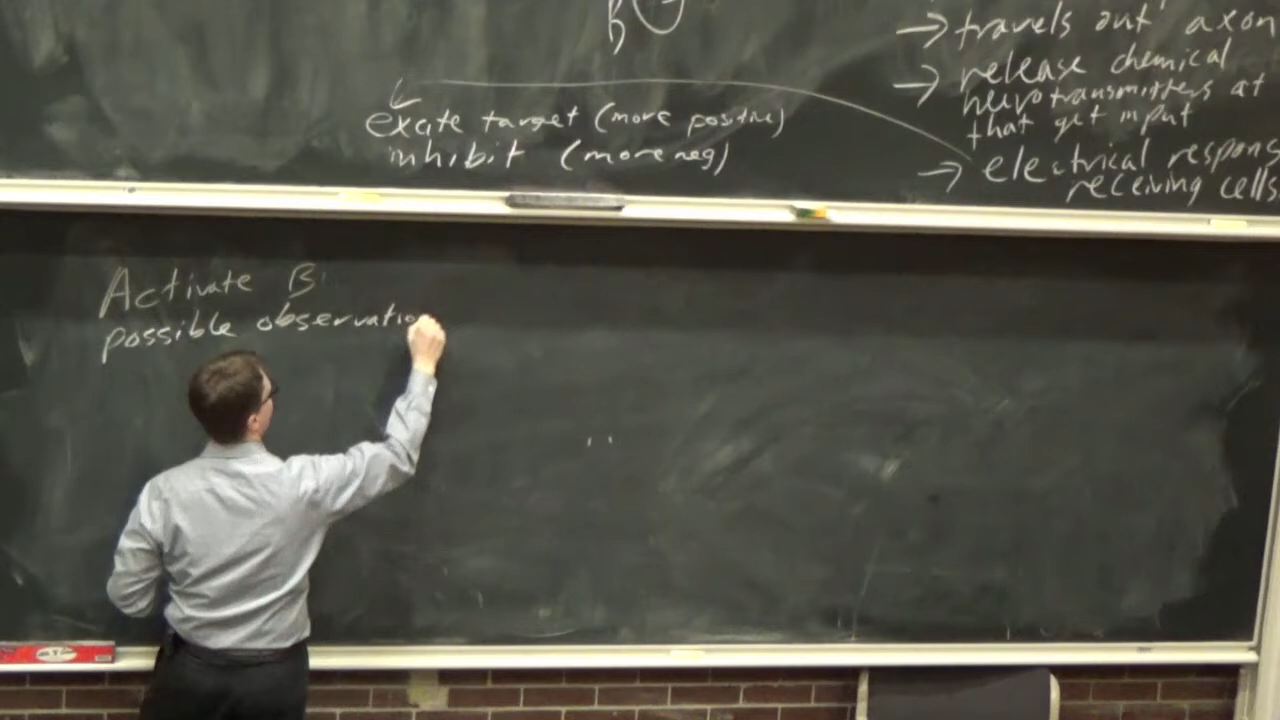 B
→ travels out axon
→ release chemical
neurotransmitters at
that get input
→ electrical respons
receiving cells
excite target (more positive)
inhibit (more neg)
Activate B:
possible observatio